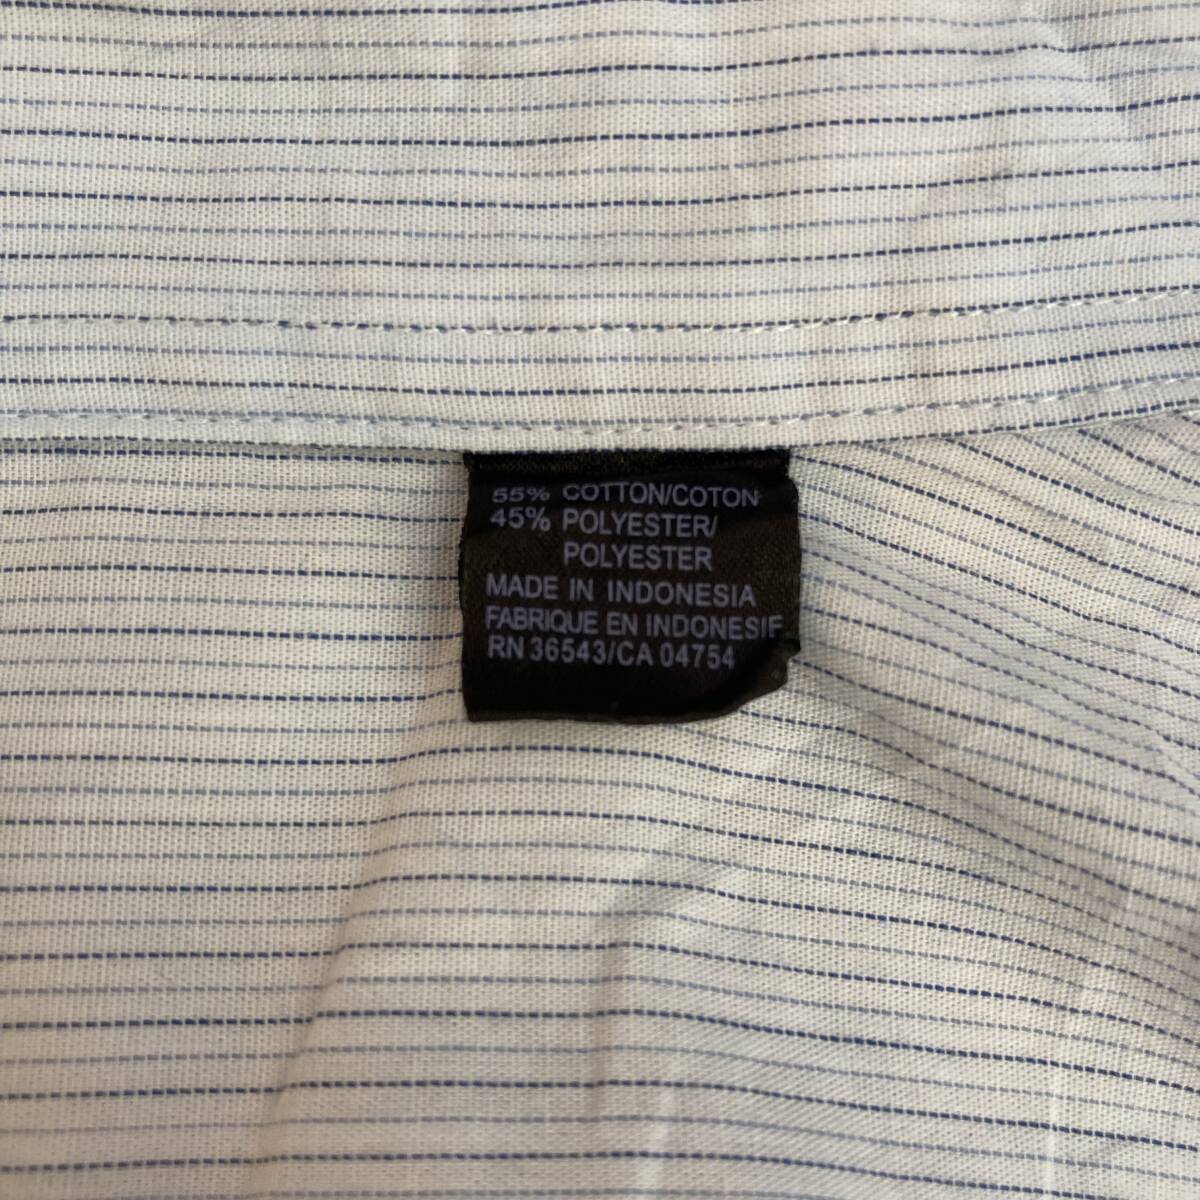 55% COTTON/COTON
45% POLYESTER/
POLYESTER
MADE IN INDONESIA
FABRIQUE EN INDONESIE
RN 36543/CA 04754